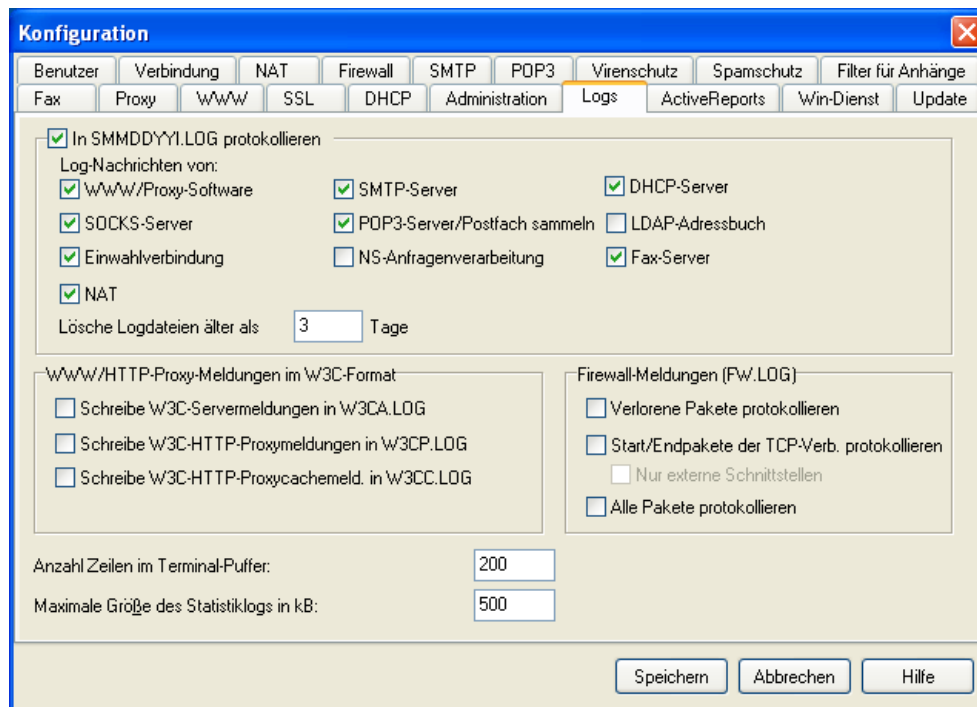 Konfiguration
Benutzer Verbindung NAT Firewall SMTP POP3 Virenschutz Spamschutz Filter für Anhänge
Fax Proxy WWW SSL DHCP Administration Logs ActiveReports Win-Dienst Update
In SMMDDYYI.LOG protokollieren
Log-Nachrichten von:
WWW/Proxy-Software SMTP-Server DHCP-Server
SOCKS-Server POP3-Server/Postfach sammeln LDAP-Adressbuch
Einwahlverbindung NS-Anfragenverarbeitung Fax-Server
NAT
Lösche Logdateien älter als 3 Tage
WWW/HTTP-Proxy-Meldungen im W3C-Format
Schreibe W3C-Servermeldungen in W3CA.LOG
Schreibe W3C-HTTP-Proxymeldungen in W3CP.LOG
Schreibe W3C-HTTP-Proxycachemeld. in W3CC.LOG
Firewall-Meldungen (FW.LOG)
Verlorene Pakete protokollieren
Start/Endpakete der TCP-Verb. protokollieren
Nur externe Schnittstellen
Alle Pakete protokollieren
Anzahl Zeilen im Terminal-Puffer: 200
Maximale Größe des Statistiklogs in kB: 500
Speichern Abbrechen Hilfe